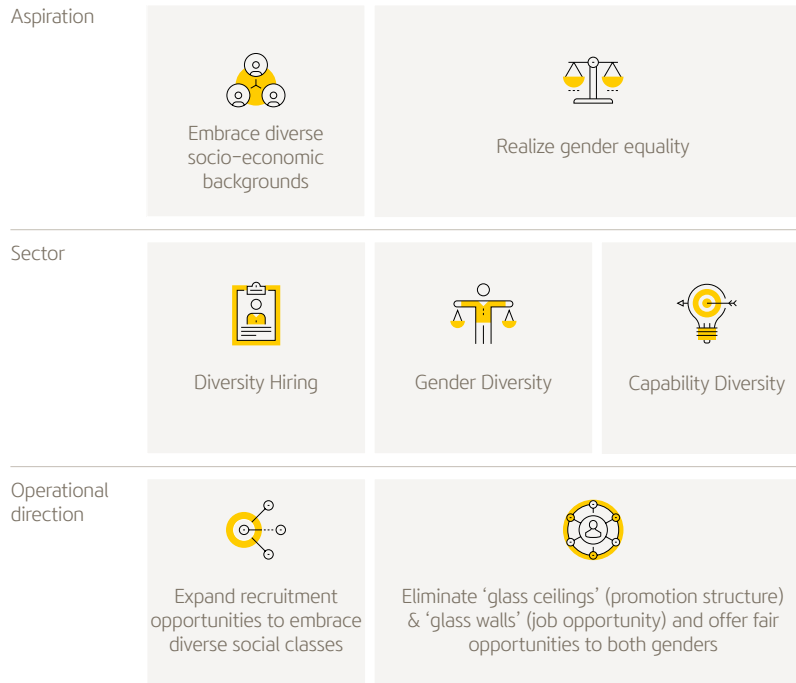 Aspiration
Embrace diverse
socio-economic
backgrounds
Realize gender equality
Sector
Diversity Hiring
Gender Diversity
Capability Diversity
Operational
direction
Expand recruitment
opportunities to embrace
diverse social classes
Eliminate ‘glass ceilings’ (promotion structure)
& ‘glass walls’ (job opportunity) and offer fair
opportunities to both genders